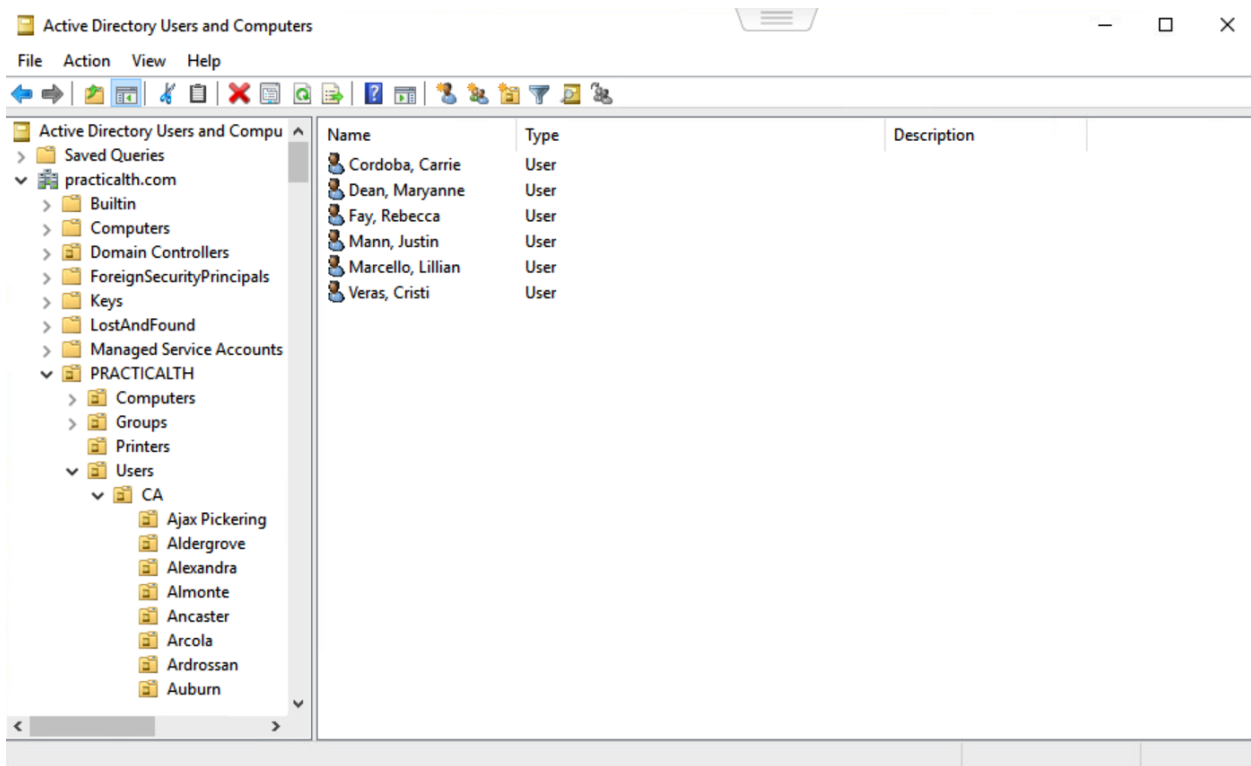 Active Directory Users and Computers
File Action View Help
Active Directory Users and Compu
Saved Queries
practicalth.com
Builtin
Computers
Domain Controllers
ForeignSecurityPrincipals
Keys
LostAndFound
Managed Service Accounts
PRACTICALTH
Computers
Groups
Printers
Users
CA
Ajax Pickering
Aldergrove
Alexandra
Almonte
Ancaster
Arcola
Ardrossan
Auburn
Name Type Description
Cordoba, Carrie User
Dean, Maryanne User
Fay, Rebecca User
Mann, Justin User
Marcello, Lillian User
Veras, Cristi User